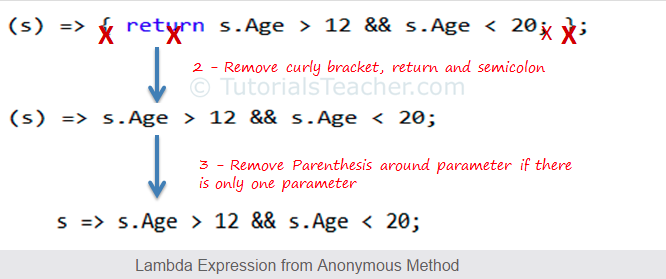 (s) => { return s.Age > 12 && s.Age < 20; };
X X x X
2 - Remove curly bracket, return and semicolon
© TutorialsTeacher.com
(s) => s.Age > 12 && s.Age < 20;
3 - Remove Parenthesis around parameter if there
is only one parameter
s => s.Age > 12 && s.Age < 20;
Lambda Expression from Anonymous Method